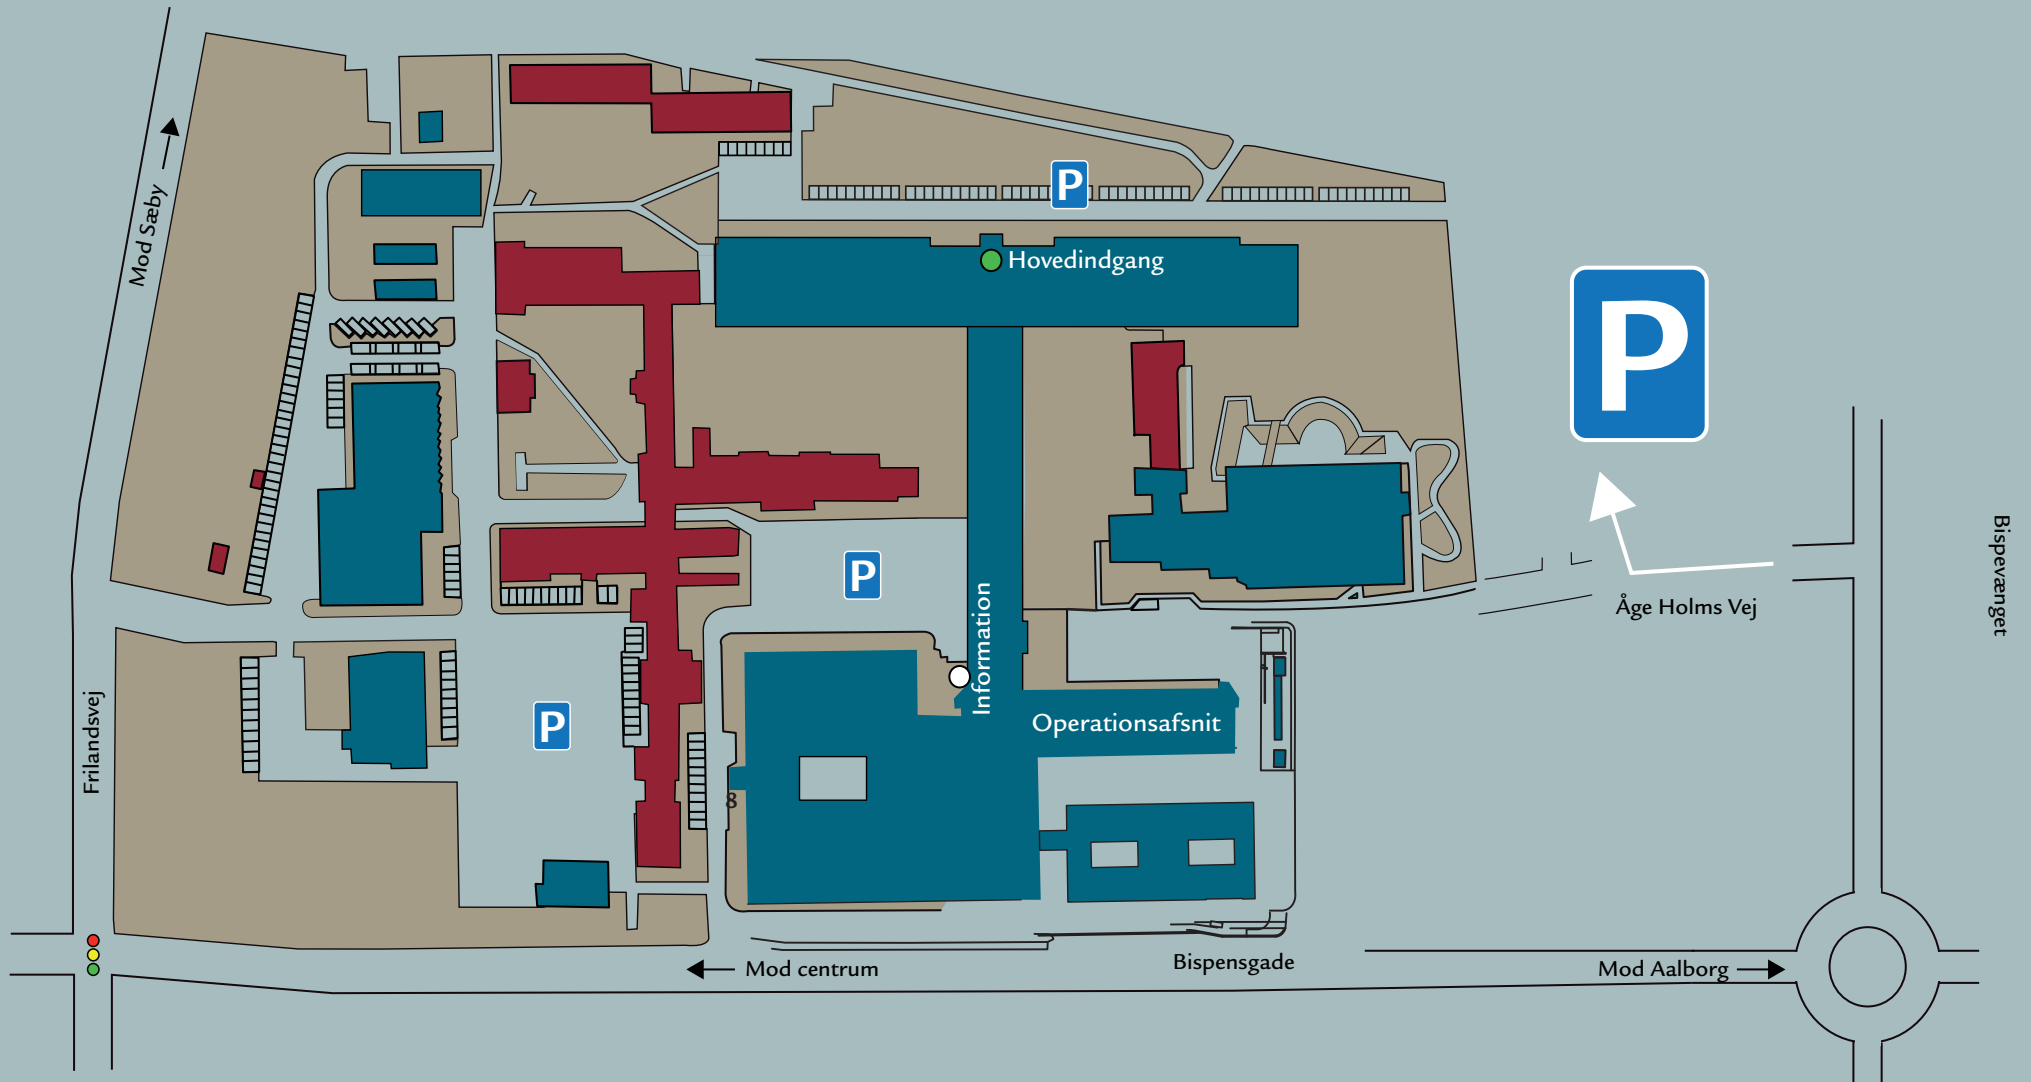 P
Mod Sæby
Hovedindgang
P
Bispevænget
P
Information
Åge Holms Vej
P
Operationsafsnit
Frilandsvej
8
Mod centrum
Bispensgade
Mod Aalborg